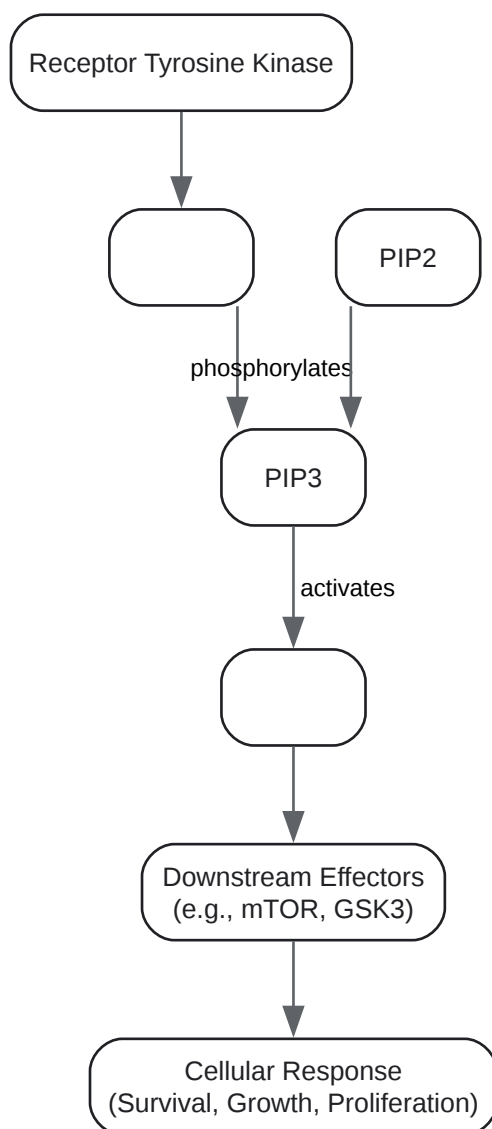 Receptor Tyrosine Kinase
PIP2
phosphorylates
PIP3
activates
Downstream Effectors
(e.g., mTOR, GSK3)
Cellular Response
(Survival, Growth, Proliferation)